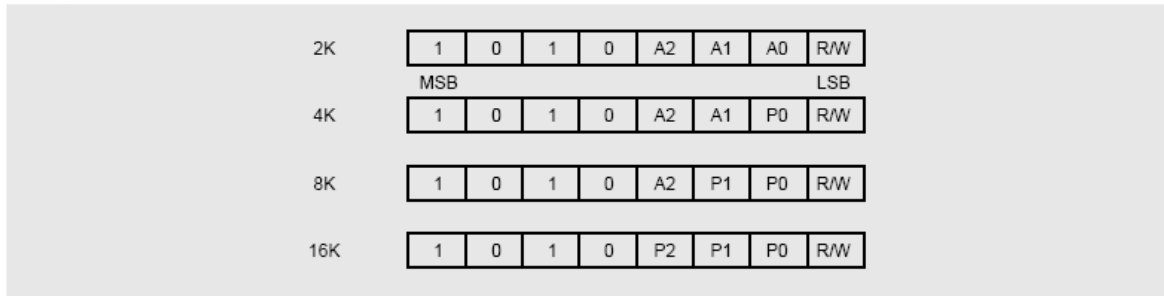 2K 1 0 1 0 A2 A1 A0 R/W
MSB LSB
4K 1 0 1 0 A2 A1 P0 R/W
8K 1 0 1 0 A2 P1 P0 R/W
16K 1 0 1 0 P2 P1 P0 R/W